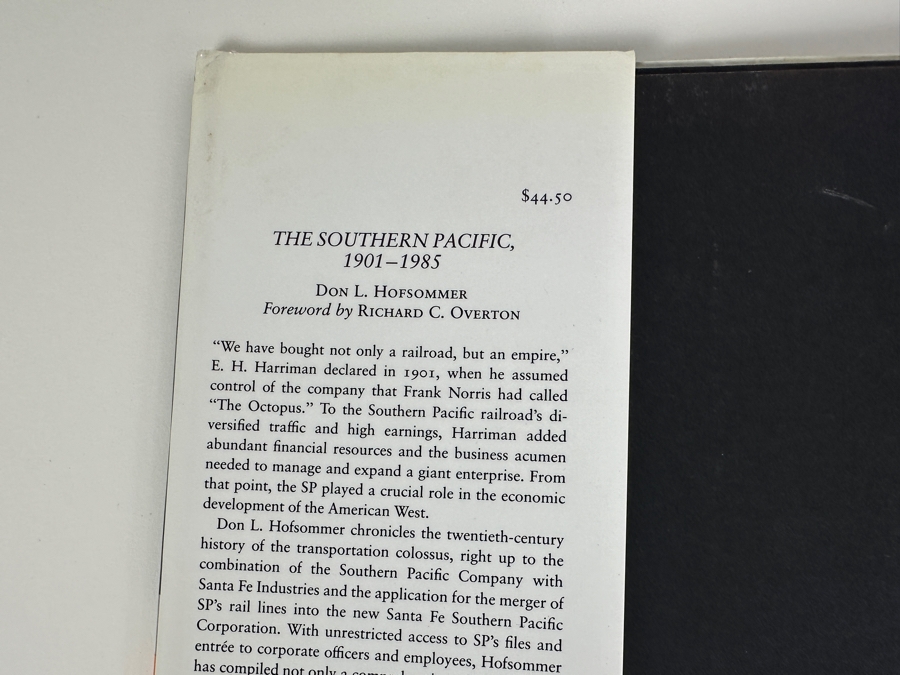 $44.50
THE SOUTHERN PACIFIC,
1901–1985
DON L. HOFSOMMER
Foreword by RICHARD C. OVERTON
“We have bought not only a railroad, but an empire,”
E. H. Harriman declared in 1901, when he assumed
control of the company that Frank Norris had called
“The Octopus.” To the Southern Pacific railroad’s di-
versified traffic and high earnings, Harriman added
abundant financial resources and the business acumen
needed to manage and expand a giant enterprise. From
that point, the SP played a crucial role in the economic
development of the American West.
Don L. Hofsommer chronicles the twentieth-century
history of the transportation colossus, right up to the
combination of the Southern Pacific Company with
Santa Fe Industries and the application for the merger of
SP’s rail lines into the new Santa Fe Southern Pacific
Corporation. With unrestricted access to SP’s files and
entrée to corporate officers and employees, Hofsommer
has compiled not only a